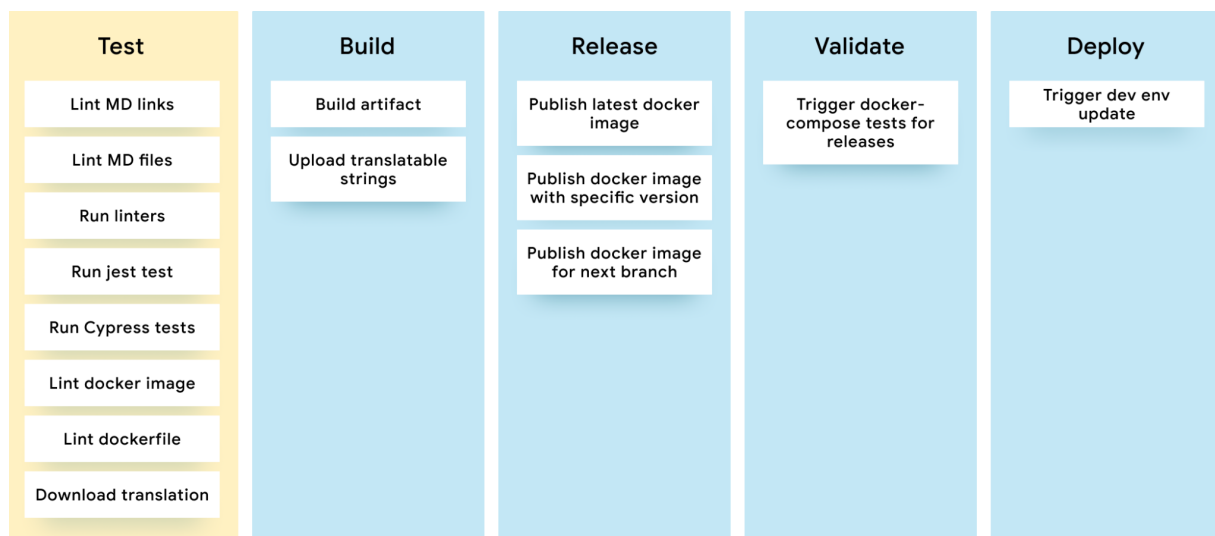 Test
Lint MD links
Lint MD files
Run linters
Run jest test
Run Cypress tests
Lint docker image
Lint dockerfile
Download translation
Build
Build artifact
Upload translatable
strings
Release
Publish latest docker
image
Publish docker image
with specific version
Publish docker image
for next branch
Validate
Trigger docker-
compose tests for
releases
Deploy
Trigger dev env
update